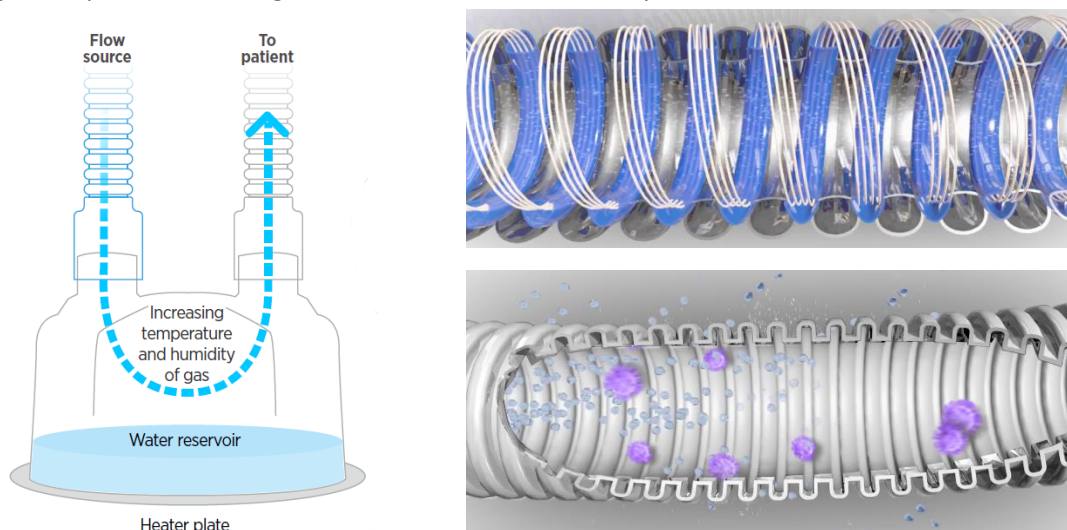 Flow
source
To
patient
Increasing
temperature
and humidity
of gas
Water reservoir
Heater plate